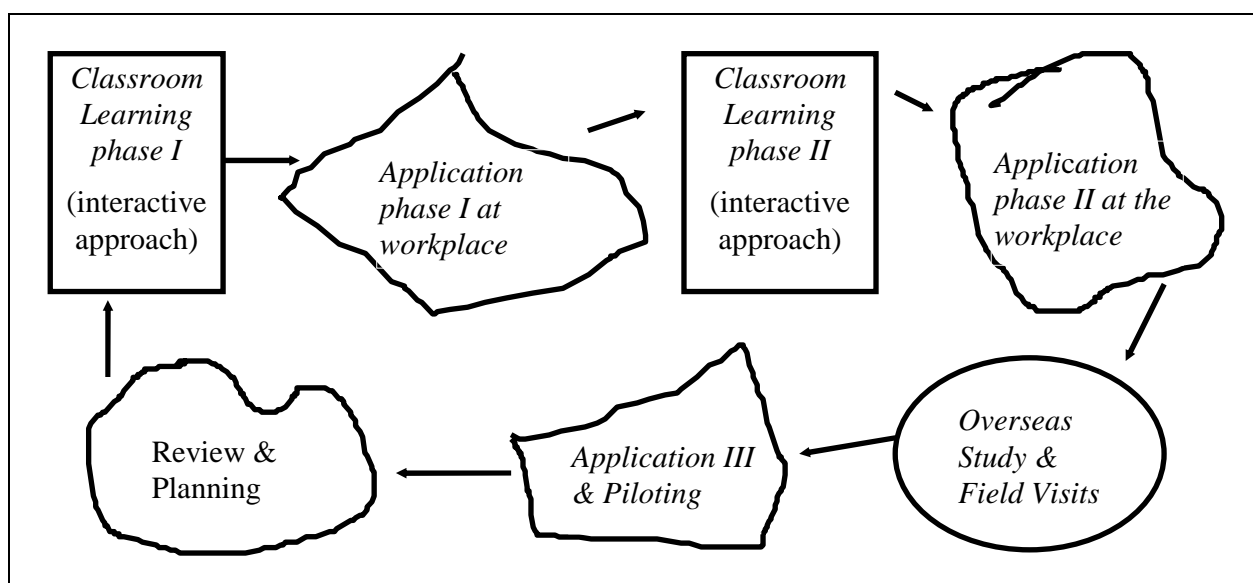 Classroom
Learning
phase I
(interactive
approach)
Application
phase I at
workplace
Classroom
Learning
phase II
(interactive
approach)
Application
phase II at the
workplace
Overseas
Study &
Field Visits
Application III
& Piloting
Review &
Planning